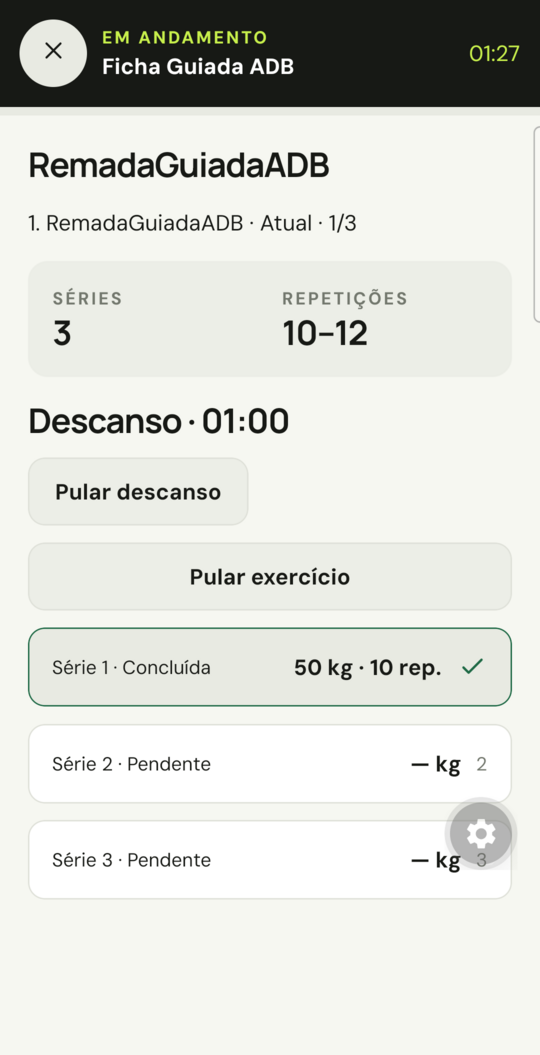 EM ANDAMENTO
Ficha Guiada ADB
01:27
RemadaGuiadaADB
1. RemadaGuiadaADB · Atual · 1/3
SÉRIES
REPETIÇÕES
3
10–12
Descanso · 01:00
Pular descanso
Pular exercício
Série 1 · Concluída
50 kg · 10 rep.
Série 2 · Pendente
— kg
2
Série 3 · Pendente
— kg
3